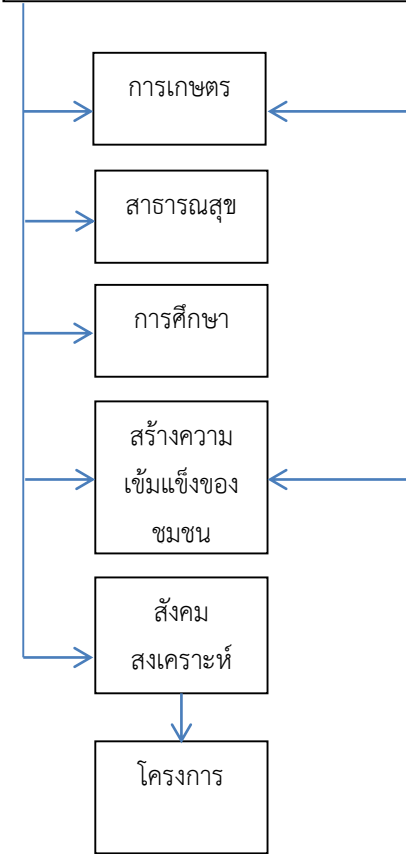 การเกษตร
สาธารณสุข
การศึกษา
สร้างความ
เข้มแข็งของ
ชุมชน
สังคม
สงเคราะห์
โครงการ